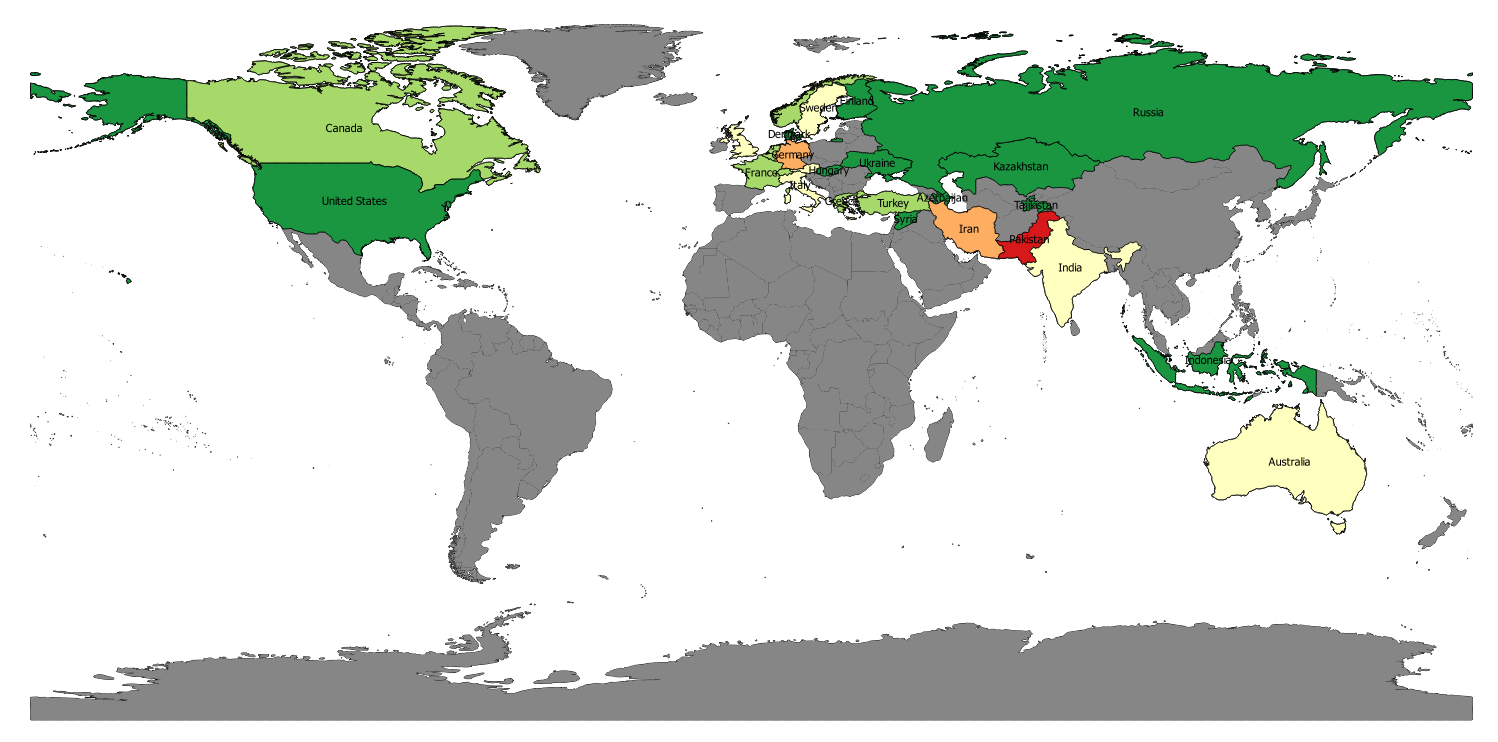 Canada
United States
Sweden
Finland
Denmark
Germany
France
Hungary
Ukraine
Italy
Greece
Turkey
Azerbaijan
Syria
Russia
Kazakhstan
Tajikistan
Iran
Pakistan
India
Indonesia
Australia